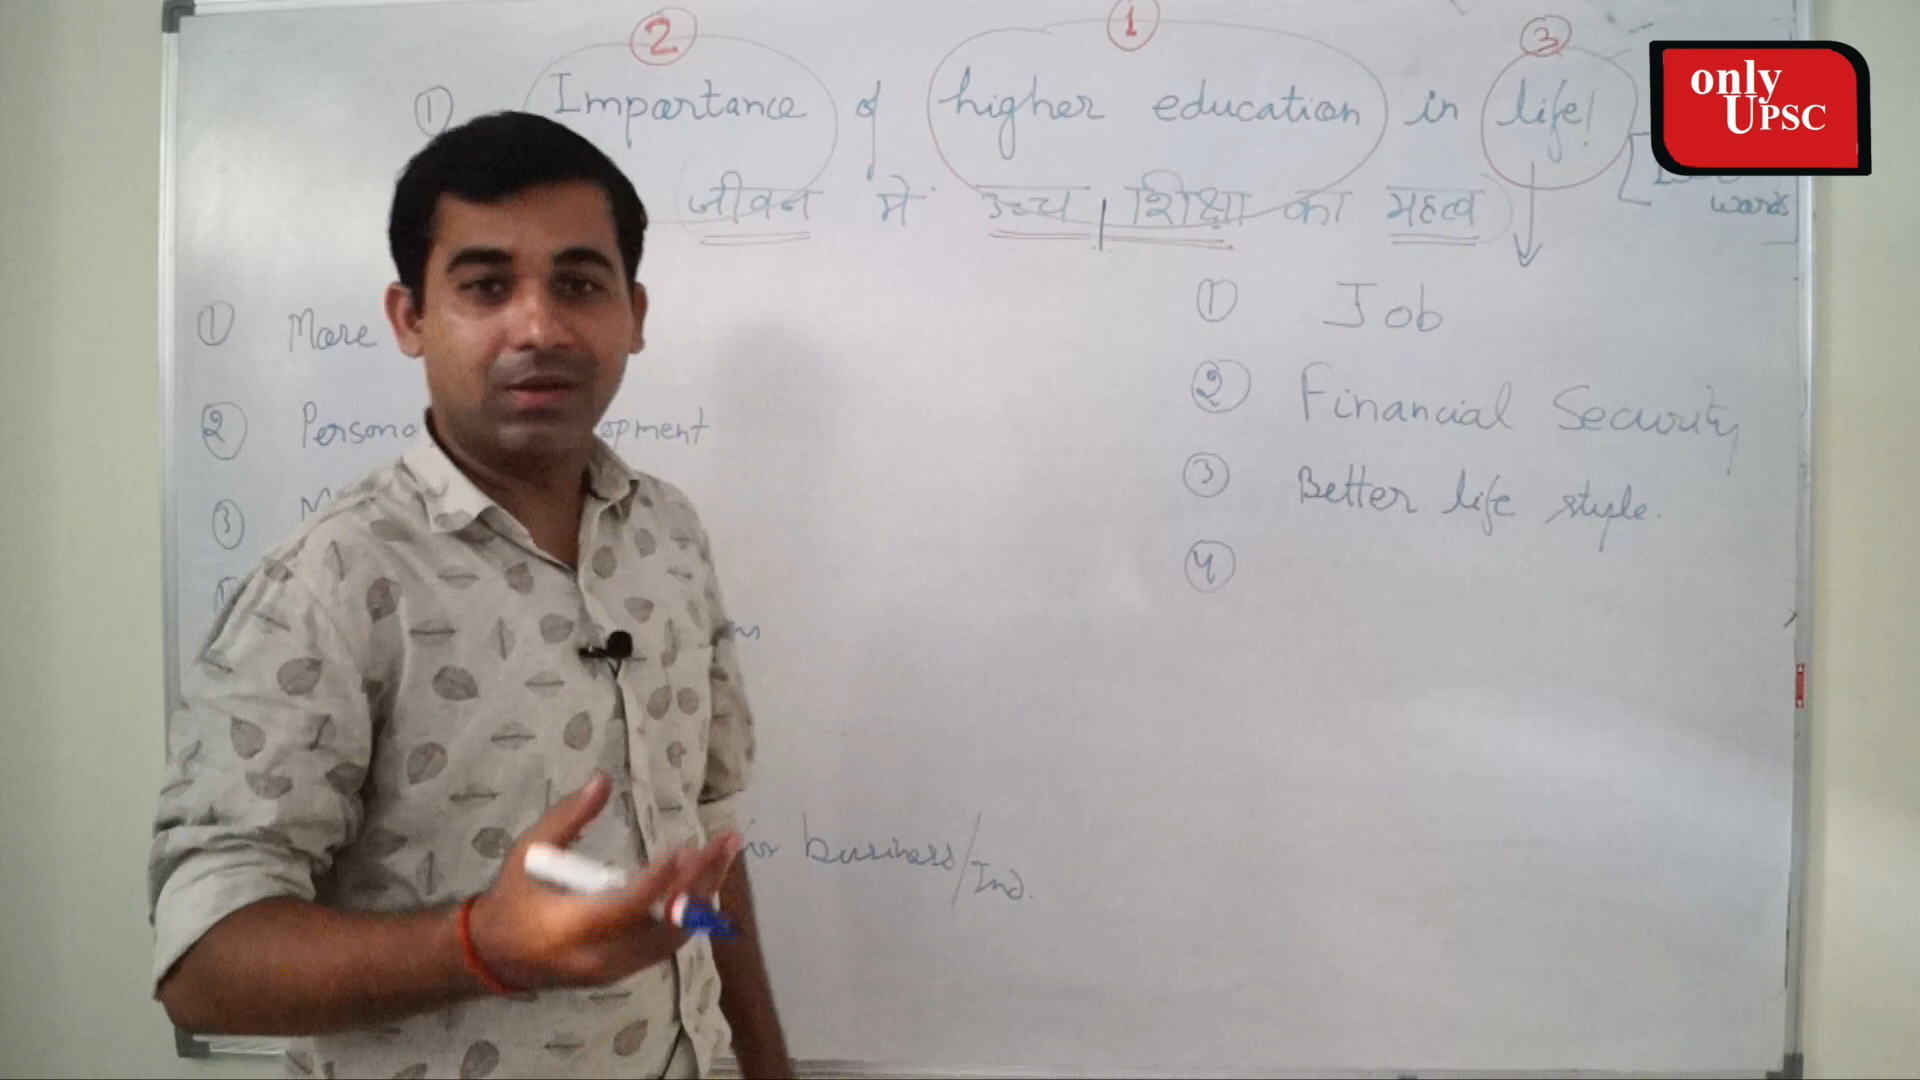 ② ① ③
① Importance of higher education in life!
जीवन में उच्च शिक्षा का महत्व
words
only
UPSC
① More
② Persona opment
③
① Job
② Financial Security
③ Better life style.
④
for business/Ind.